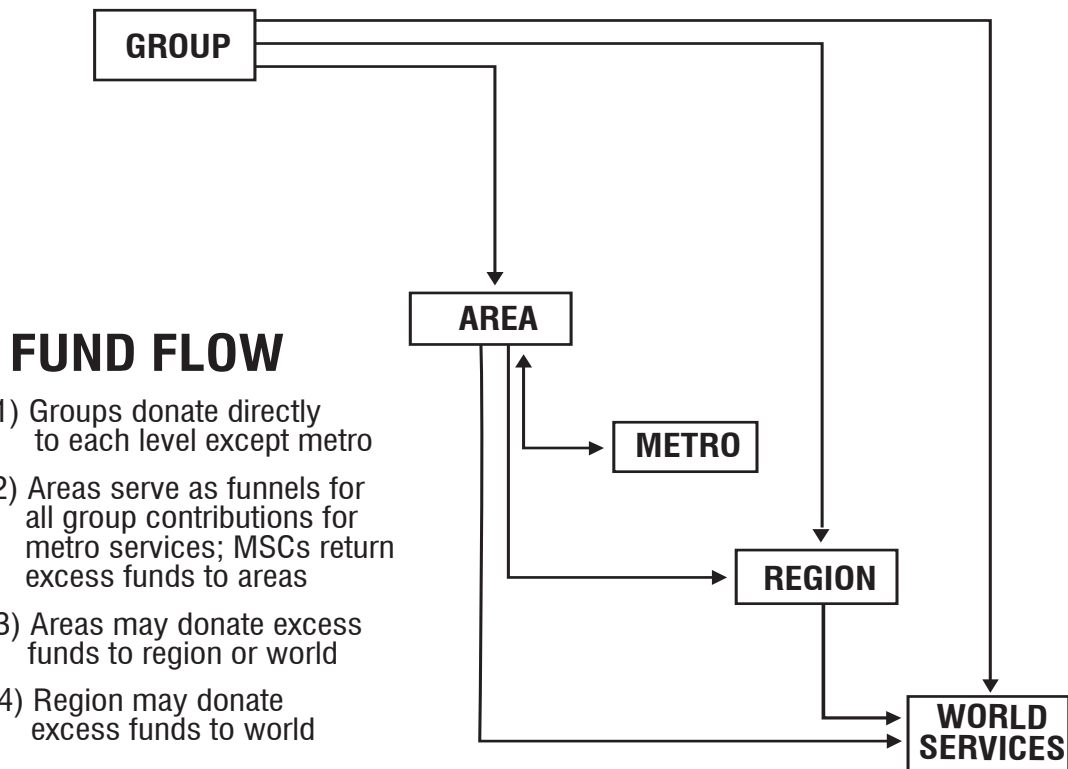 GROUP
AREA
FUND FLOW
1) Groups donate directly
to each level except metro
METRO
2) Areas serve as funnels for
all group contributions for
metro services; MSCs return
excess funds to areas
REGION
3) Areas may donate excess
funds to region or world
4) Region may donate
excess funds to world
WORLD
SERVICES